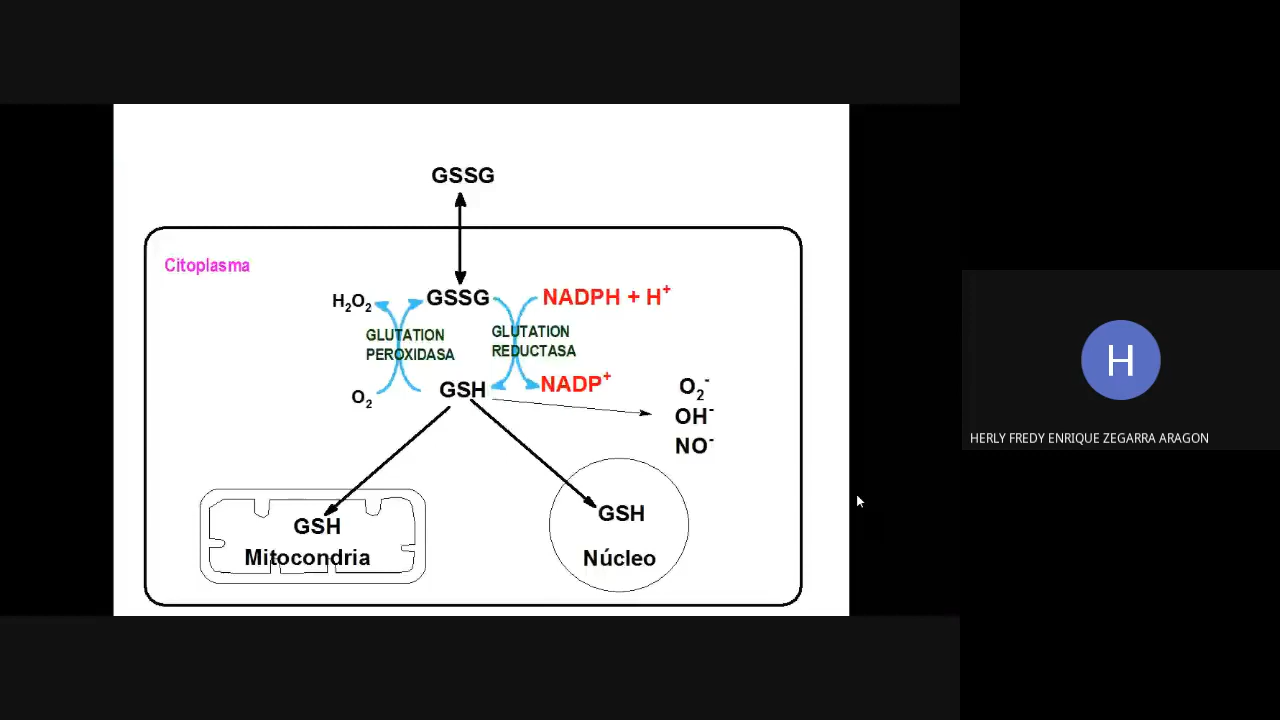 GSSG
Citoplasma
H₂O₂ GSSG NADPH + H⁺
GLUTATION
PEROXIDASA
GLUTATION
REDUCTASA
O₂ GSH NADP⁺
O₂⁻
OH⁻
NO⁻
GSH
Mitocondria
GSH
Núcleo
H
HERLY FREDY ENRIQUE ZEGARRA ARAGON